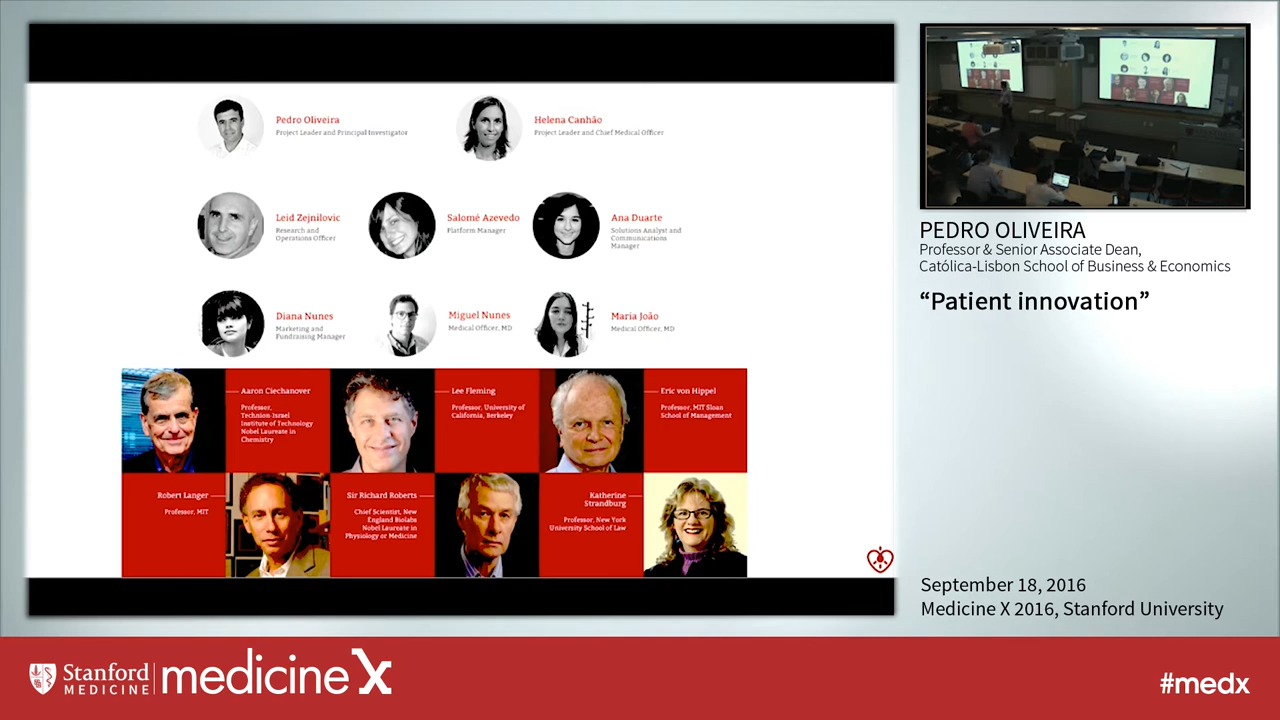 Pedro Oliveira
Project Leader and Principal Investigator
Helena Canhão
Project Leader and Chief Medical Officer
Leid Zejnilovic
Research and
Operations Officer
Salomé Azevedo
Platform Manager
Ana Duarte
Solutions Analyst and
Communications
Manager
Diana Nunes
Marketing and
Fundraising Manager
Miguel Nunes
Medical Officer, MD
Maria João
Medical Officer, MD
Aaron Ciechanover
Professor,
Technion-Israel
Institute of Technology
Nobel Laureate in
Chemistry
Lee Fleming
Professor, University of
California, Berkeley
Eric von Hippel
Professor, MIT Sloan
School of Management
Robert Langer
Professor, MIT
Sir Richard Roberts
Chief Scientist, New
England Biolabs
Nobel Laureate in
Physiology or Medicine
Katherine
Strandburg
Professor, New York
University School of Law
PEDRO OLIVEIRA
Professor & Senior Associate Dean,
Católica-Lisbon School of Business & Economics
“Patient innovation”
September 18, 2016
Medicine X 2016, Stanford University
Stanford
MEDICINE
medicine X
#medx